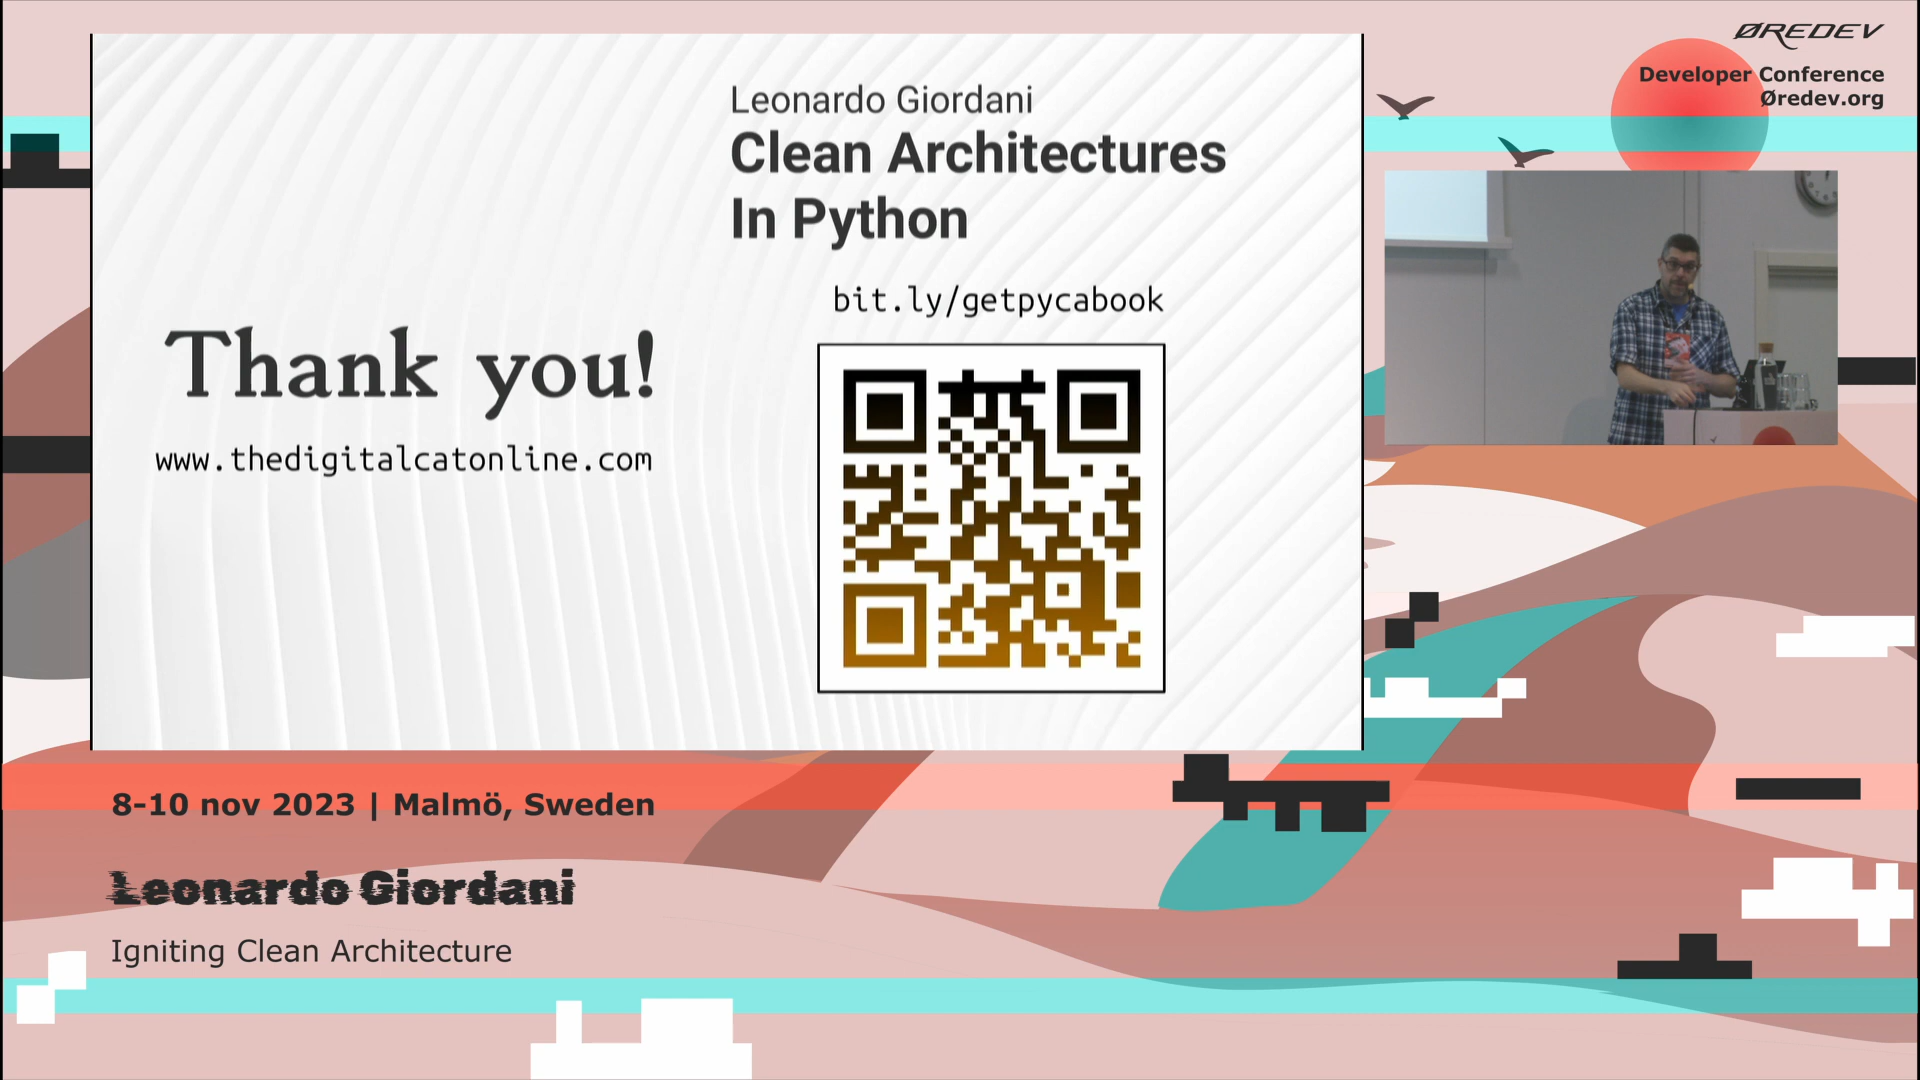 ØREDEV
Developer Conference
Øredev.org
Leonardo Giordani
Clean Architectures
In Python
bit.ly/getpycabook
Thank you!
www.thedigitalcatonline.com
8-10 nov 2023 | Malmö, Sweden
Leonardo Giordani
Igniting Clean Architecture